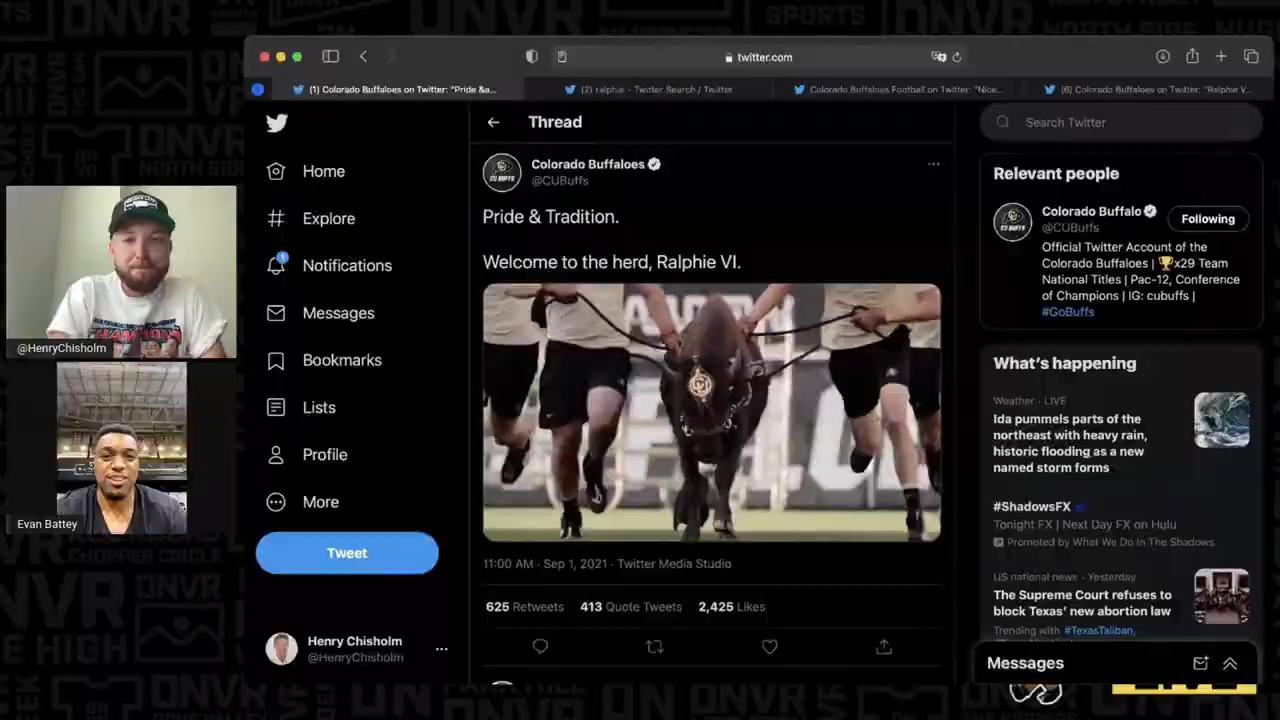 twitter.com
(1) Colorado Buffaloes on Twitter: "Pride &a...
(2) ralphie - Twitter Search / Twitter
Colorado Buffaloes Football on Twitter: "Nice...
(6) Colorado Buffaloes on Twitter: "Ralphie V...
Home
Explore
Notifications
Messages
Bookmarks
Lists
Profile
More
Tweet
Henry Chisholm
@HenryChisholm
Thread
Colorado Buffaloes
@CUBuffs
Pride & Tradition.
Welcome to the herd, Ralphie VI.
11:00 AM · Sep 1, 2021 · Twitter Media Studio
625 Retweets 413 Quote Tweets 2,425 Likes
Search Twitter
Relevant people
Colorado Buffalo
@CUBuffs
Following
Official Twitter Account of the
Colorado Buffaloes | 🏆x29 Team
National Titles | Pac-12, Conference
of Champions | IG: cubuffs |
#GoBuffs
What's happening
Weather · LIVE
Ida pummels parts of the
northeast with heavy rain,
historic flooding as a new
named storm forms
#ShadowsFX
Tonight FX | Next Day FX on Hulu
Promoted by What We Do In The Shadows
US national news · Yesterday
The Supreme Court refuses to
block Texas' new abortion law
Trending with #TexasTaliban,
Messages
@HenryChisholm
Evan Battey
SPORTS
NORTH SIDE
DNVR
CHOPPER CIRCLE
DNVR